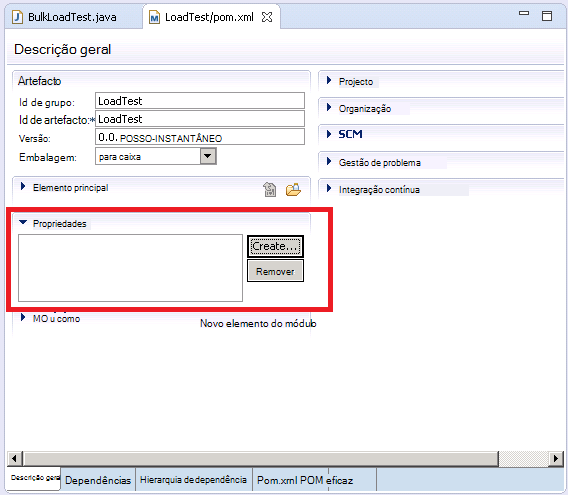 BulkLoadTest.java
LoadTest/pom.xml
Descrição geral
Artefacto
Id de grupo: LoadTest
Id de artefacto:* LoadTest
Versão: 0.0. POSSO-INSTANTÂNEO
Embalagem: para caixa
Elemento principal
Propriedades
Create...
Remover
MO u como
Novo elemento do módulo
Projecto
Organização
SCM
Gestão de problema
Integração contínua
Descrição geral Dependências Hierarquia de dependência Pom.xml POM eficaz